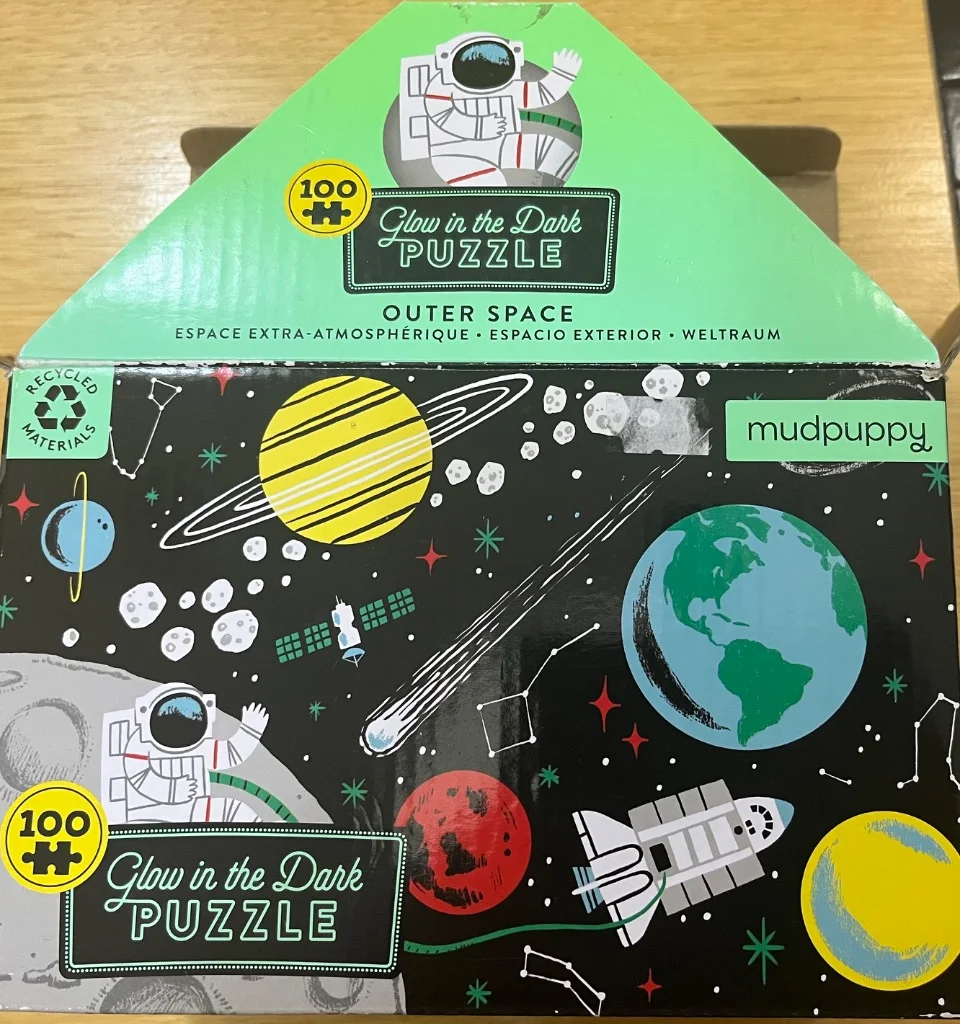 100
Glow in the Dark
PUZZLE
OUTER SPACE
ESPACE EXTRA-ATMOSPHÉRIQUE • ESPACIO EXTERIOR • WELTRAUM
RECYCLED
MATERIALS
mudpuppy
100
Glow in the Dark
PUZZLE